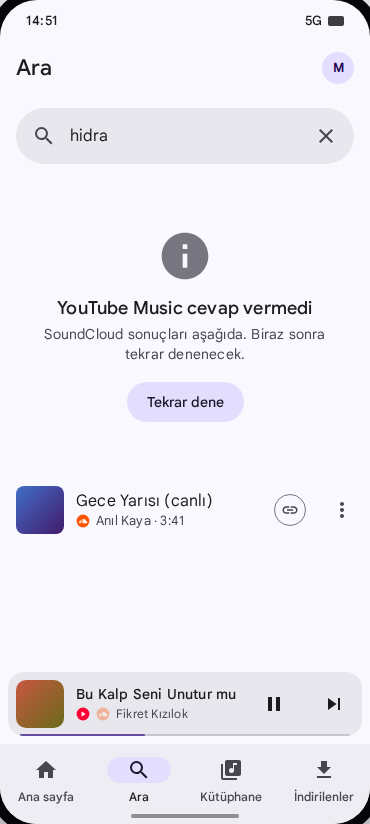 14:51
5G
Ara
M
hidra
YouTube Music cevap vermedi
SoundCloud sonuçları aşağıda. Biraz sonra
tekrar denenecek.
Tekrar dene
Gece Yarısı (canlı)
Anıl Kaya · 3:41
Bu Kalp Seni Unutur mu
Fikret Kızılok
Ana sayfa
Ara
Kütüphane
İndirilenler